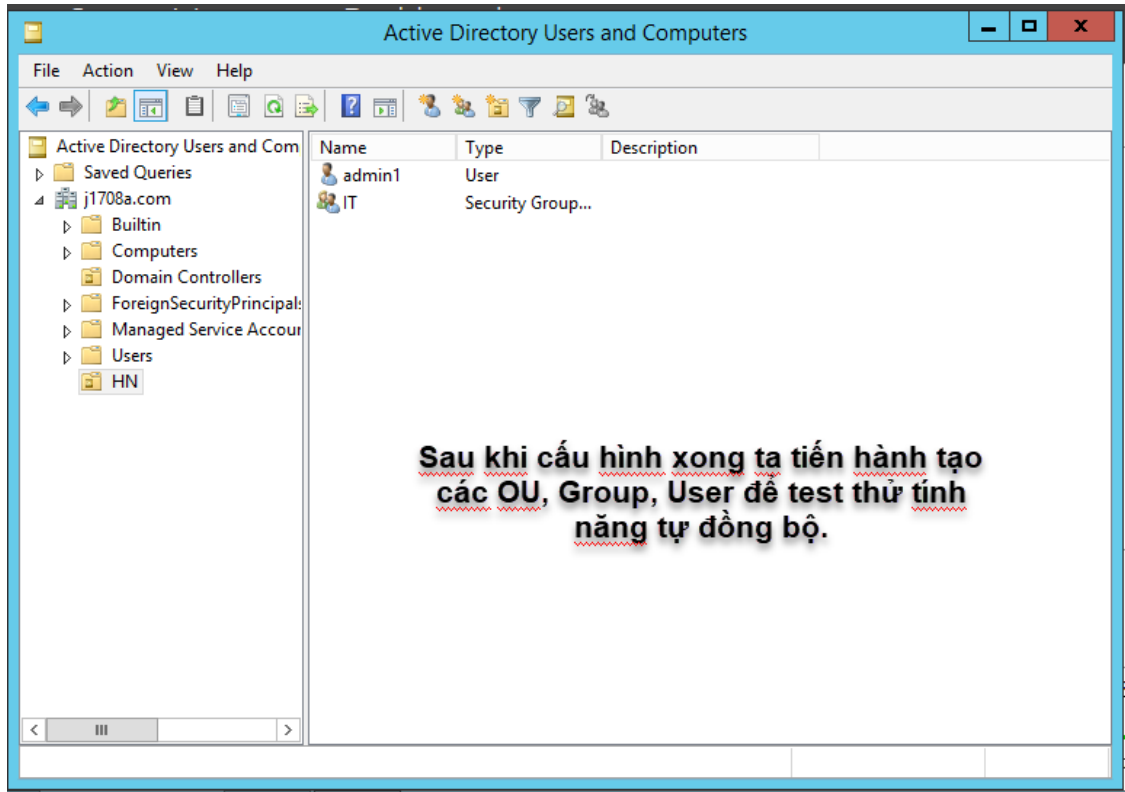 Active Directory Users and Computers
File Action View Help
Active Directory Users and Com
Saved Queries
j1708a.com
Builtin
Computers
Domain Controllers
ForeignSecurityPrincipal
Managed Service Accour
Users
HN
Name Type Description
admin1 User
IT Security Group...
Sau khi cấu hình xong ta tiến hành tạo
các OU, Group, User để test thử tính
năng tự đồng bộ.